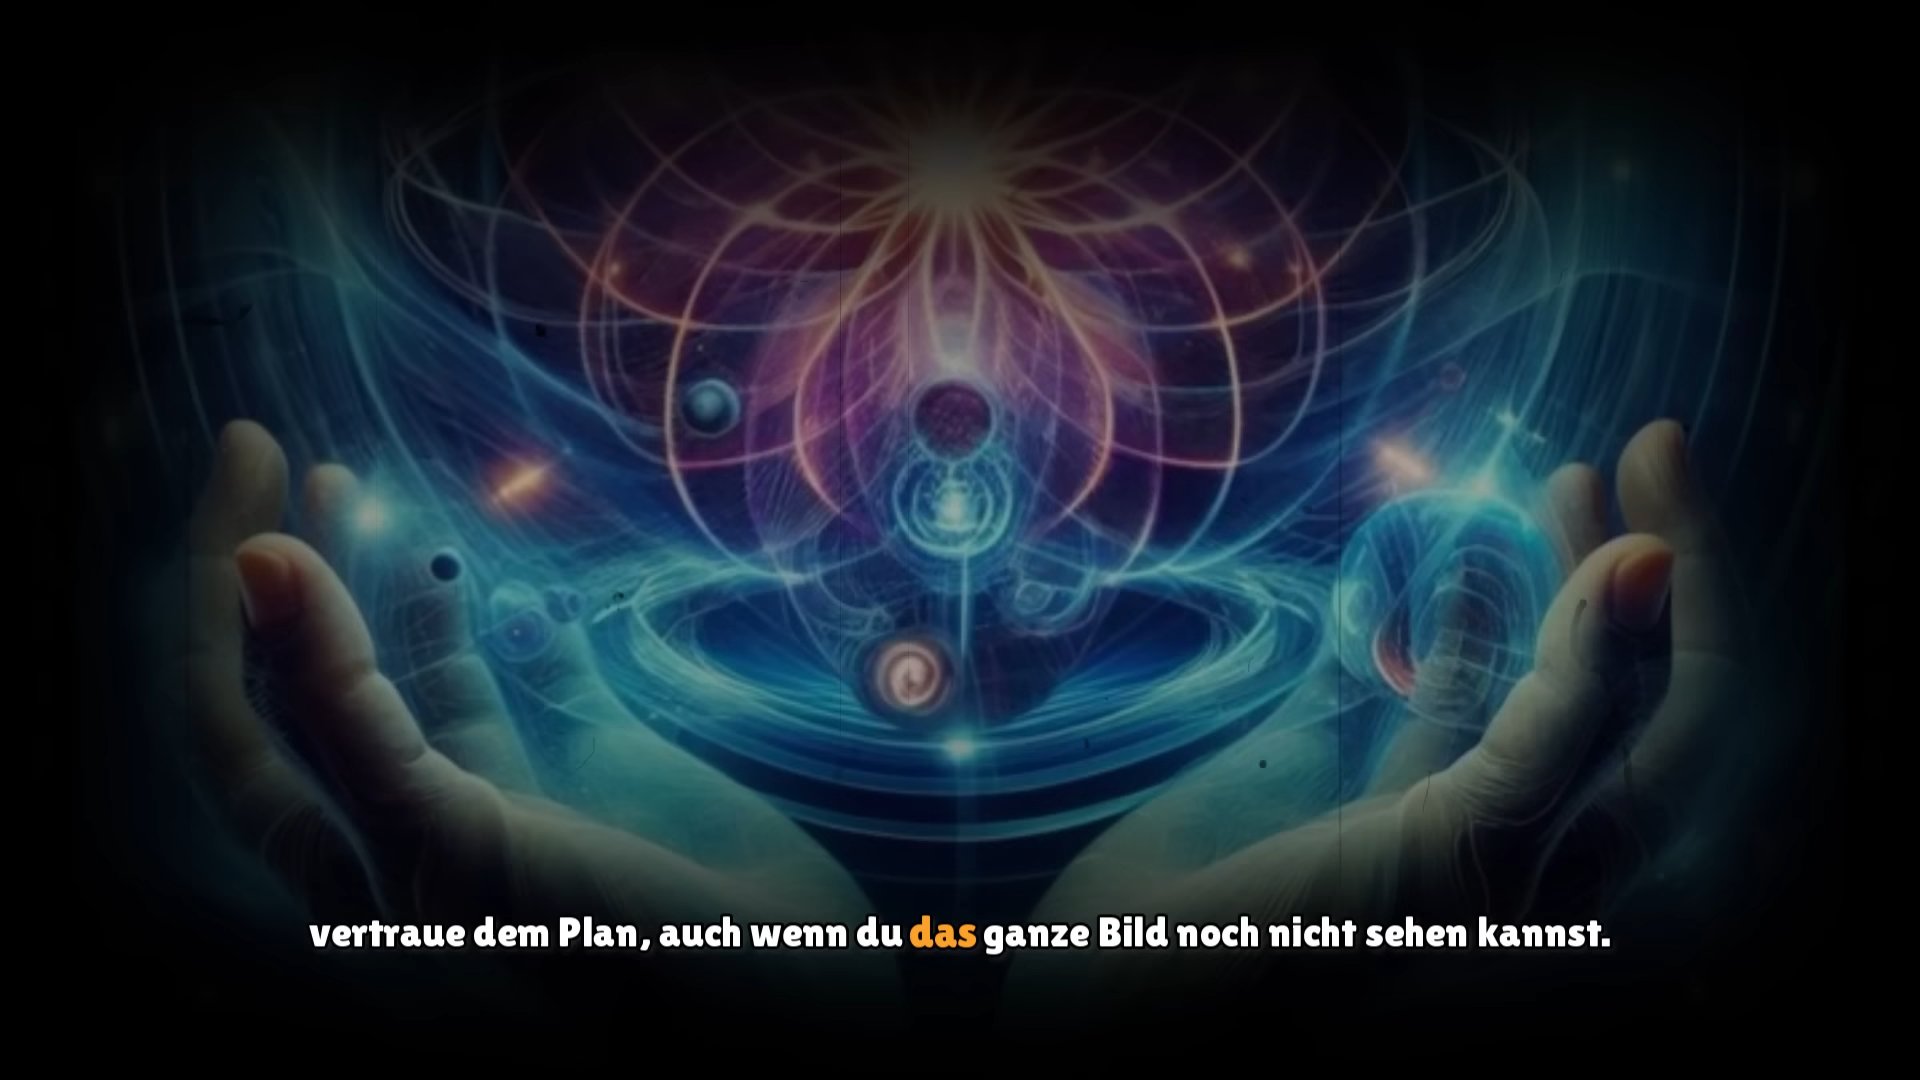 vertraue dem Plan, auch wenn du das ganze Bild noch nicht sehen kannst.